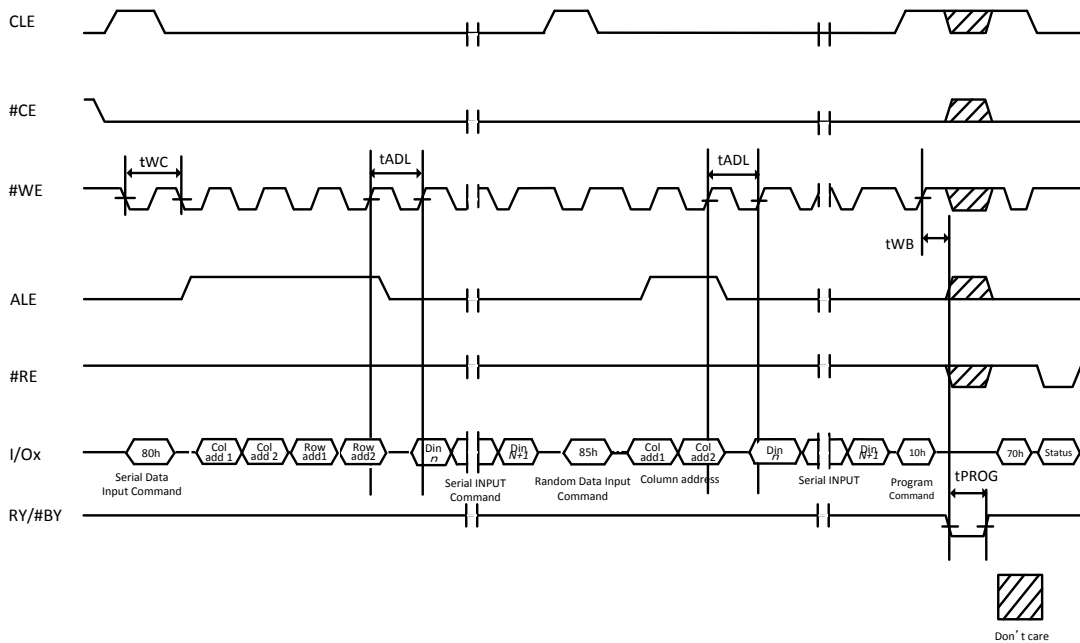 CLE
#CE
tWC
tADL
tADL
#WE
tWB
ALE
#RE
I/Ox
80h
Col
add 1
Col
add 2
Row
add1
Row
add2
Din
n
Din
N+1
85h
Col
add1
Col
add2
Din
n
Din
N+1
10h
70h
Status
Serial Data
Input Command
Serial INPUT
Command
Random Data Input
Command
Column address
Serial INPUT
Program
Command
tPROG
RY/#BY
Don't care